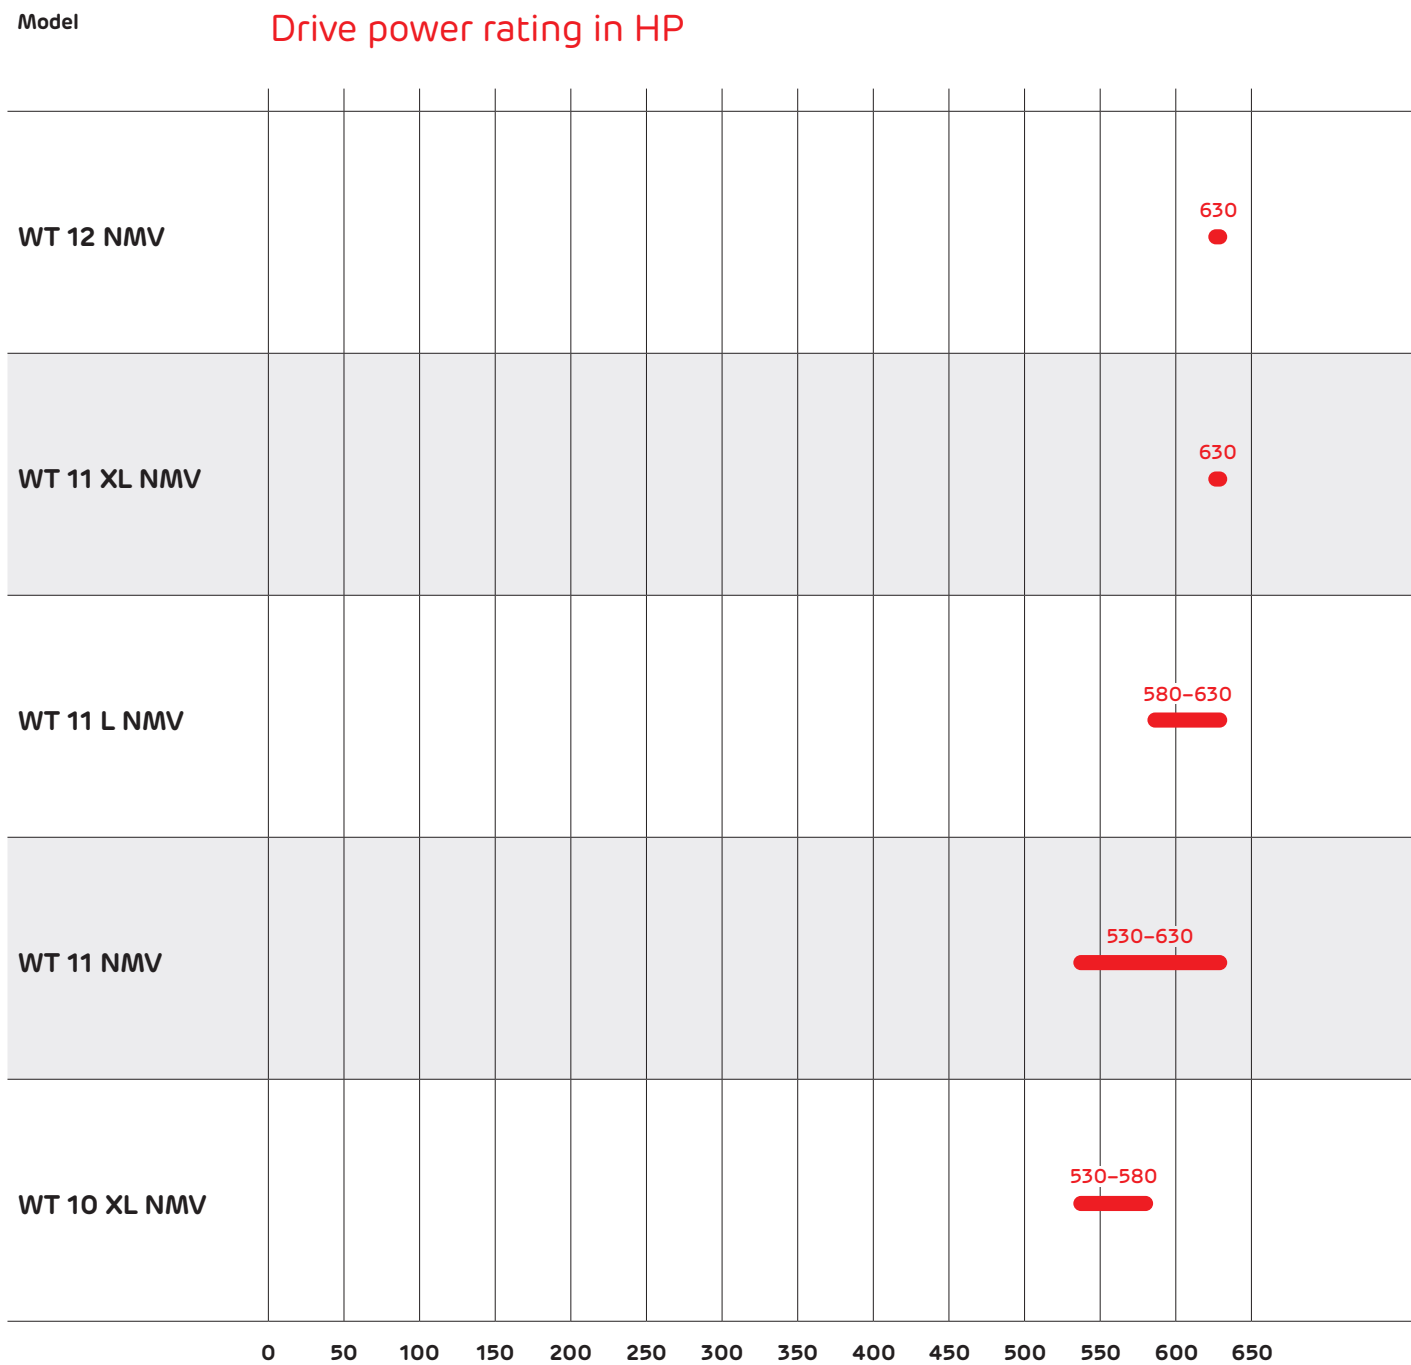 Model
Drive power rating in HP
WT 12 NMV
630
WT 11 XL NMV
630
WT 11 L NMV
580–630
WT 11 NMV
530–630
WT 10 XL NMV
530–580
0 50 100 150 200 250 300 350 400 450 500 550 600 650